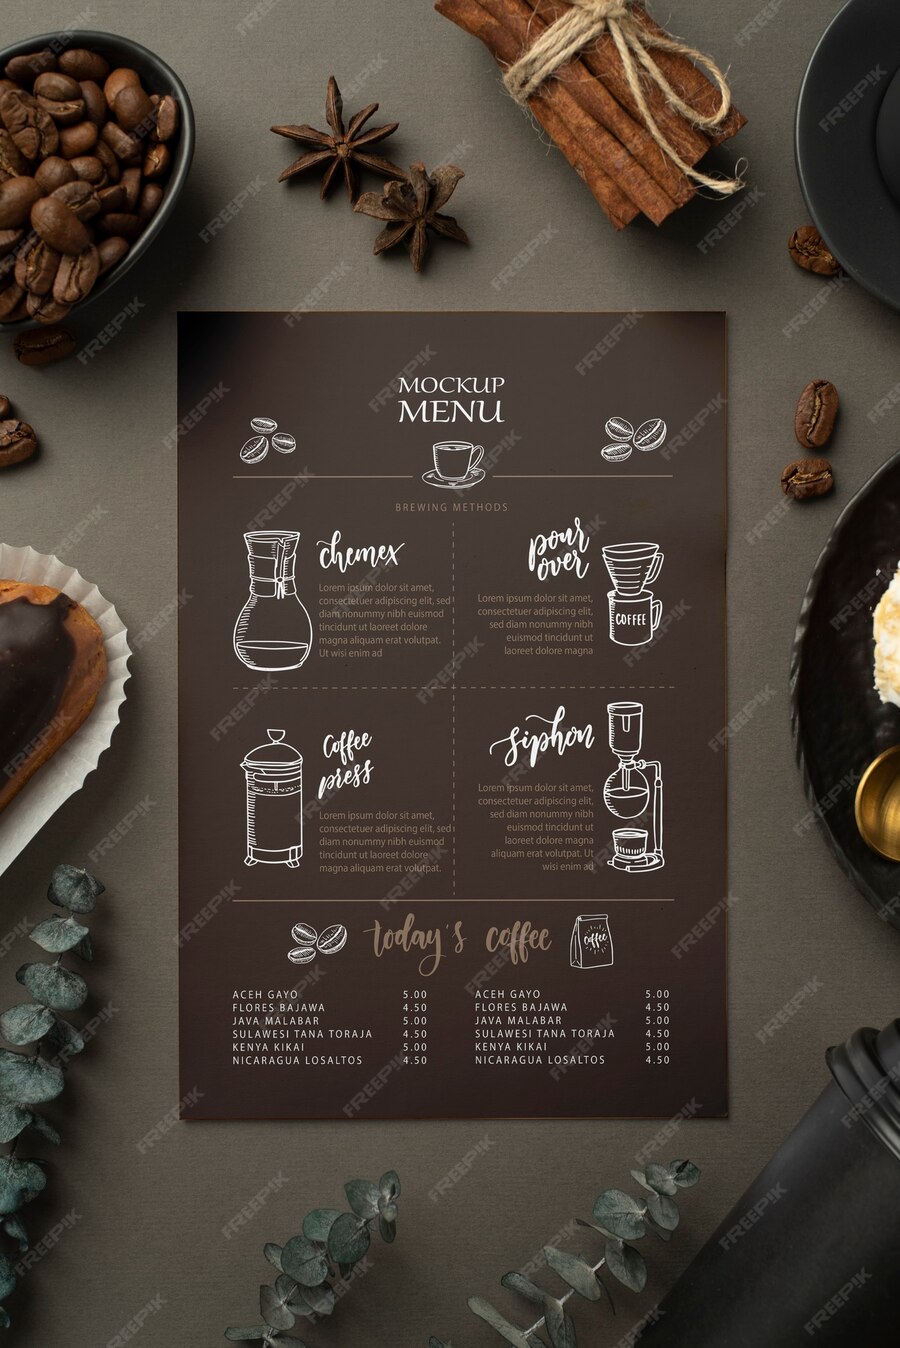 MOCKUP
MENU
BREWING METHODS
chemex
Lorem ipsum dolor sit amet,
consectetuer adipiscing elit, sed
diam nonummy nibh euismod
tincidunt ut laoreet dolore
magna aliquam erat volutpat.
Ut wisi enim ad
pour
over
Lorem ipsum dolor sit amet,
consectetuer adipiscing elit,
sed diam nonummy nibh
euismod tincidunt ut
laoreet dolore magna
COFFEE
Coffee
press
Lorem ipsum dolor sit amet,
consectetuer adipiscing elit, sed
diam nonummy nibh euismod
tincidunt ut laoreet dolore
magna aliquam erat volutpat.
siphon
Lorem ipsum dolor sit amet,
consectetuer adipiscing elit,
sed diam nonummy nibh
euismod tincidunt ut
laoreet dolore magna
aliquam erat volutpat. Ut
wisi enim ad
today's coffee
coffee
ACEH GAYO 5.00
FLORES BAJAWA 4.50
JAVA MALABAR 5.00
SULAWESI TANA TORAJA 4.50
KENYA KIKAI 5.00
NICARAGUA LOSALTOS 4.50
ACEH GAYO 5.00
FLORES BAJAWA 4.50
JAVA MALABAR 5.00
SULAWESI TANA TORAJA 4.50
KENYA KIKAI 5.00
NICARAGUA LOSALTOS 4.50
FREEPIK